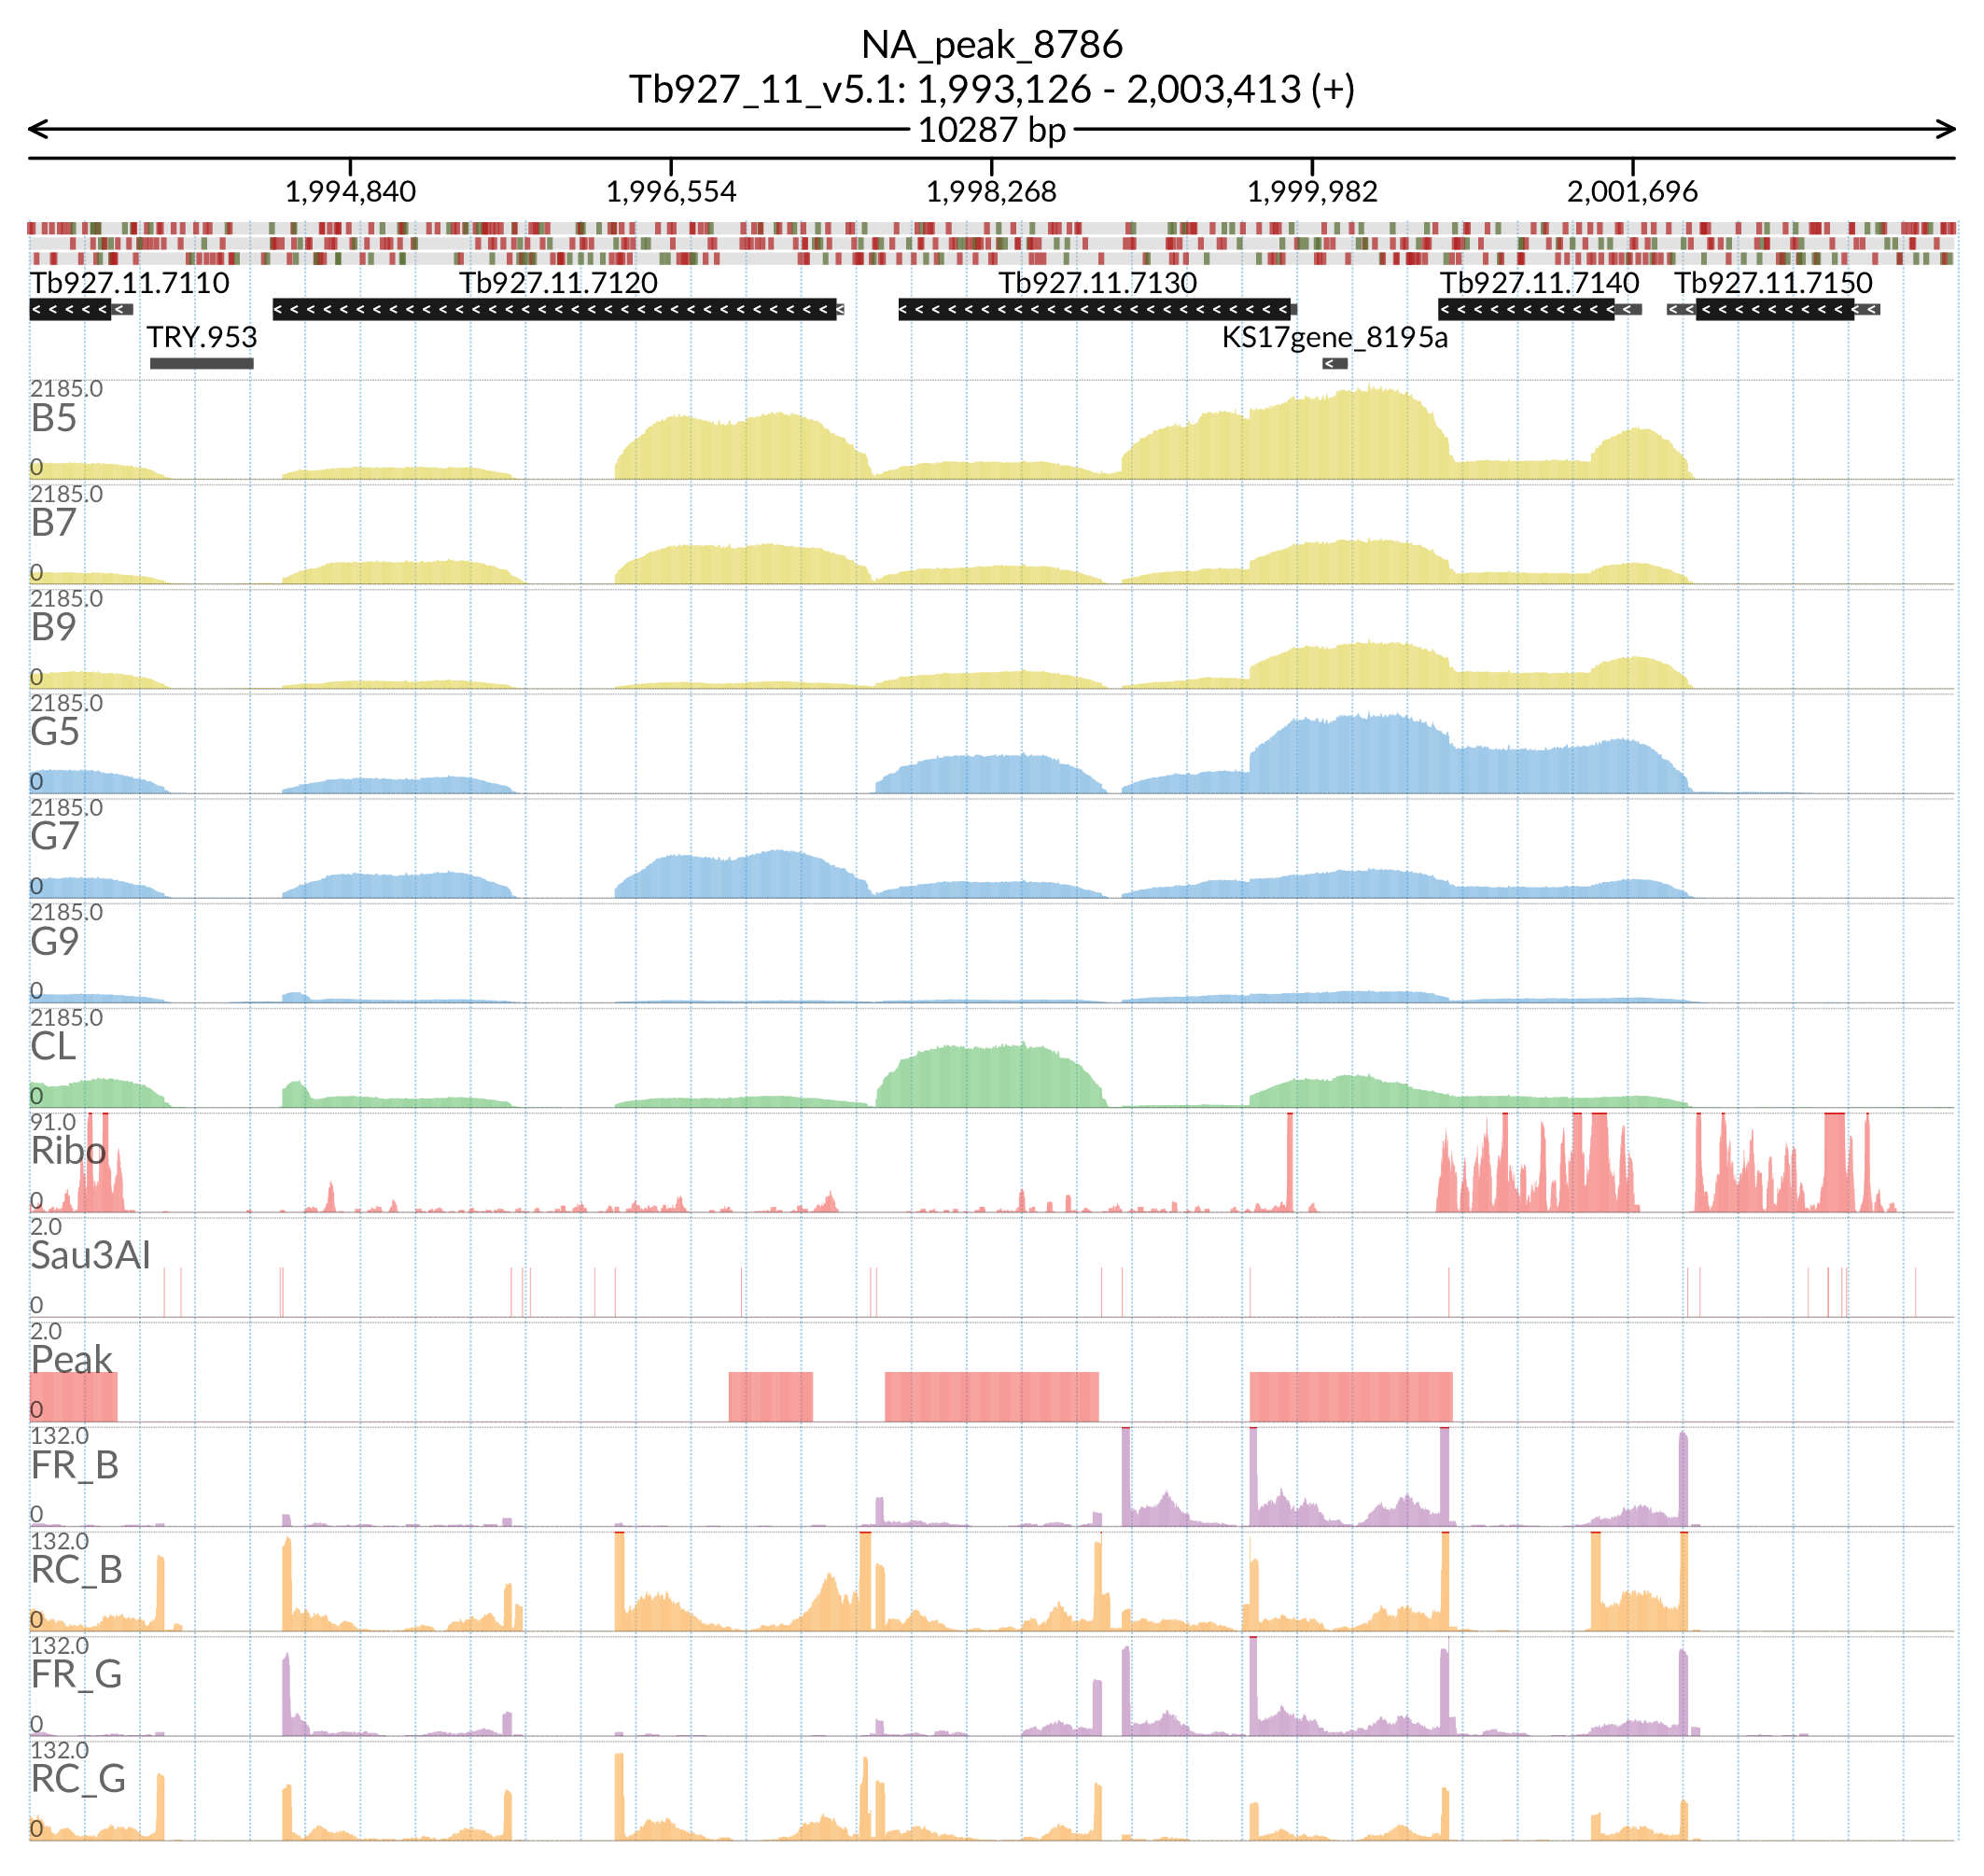 NA_peak_8786
Tb927_11_v5.1: 1,993,126 - 2,003,413 (+)
10287 bp
1,994,840 1,996,554 1,998,268 1,999,982 2,001,696
Tb927.11.7110 Tb927.11.7120 Tb927.11.7130 Tb927.11.7140 Tb927.11.7150
TRY.953 KS17gene_8195a
2185.0
B5
0
2185.0
B7
0
2185.0
B9
0
2185.0
G5
0
2185.0
G7
0
2185.0
G9
0
2185.0
CL
0
91.0
Ribo
0
2.0
Sau3AI
0
2.0
Peak
0
132.0
FR_B
0
132.0
RC_B
0
132.0
FR_G
0
132.0
RC_G
0